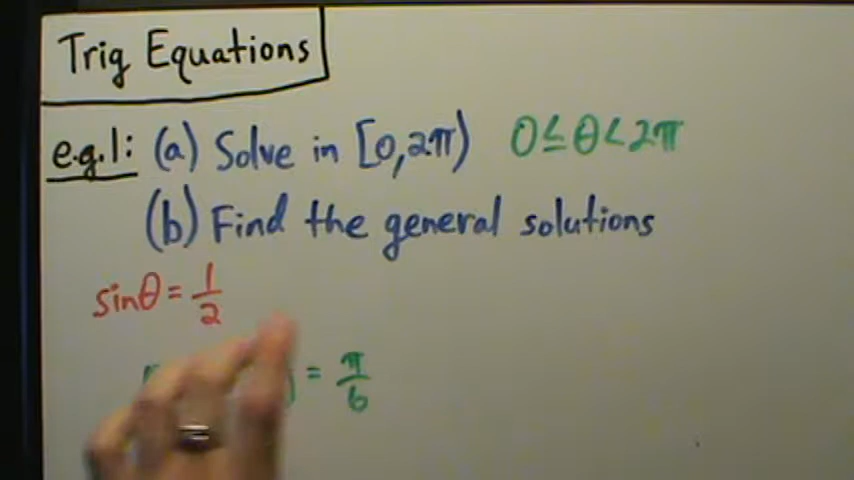 Trig Equations
e.g.1: (a) Solve in [0,2π) 0≤θ<2π
(b) Find the general solutions
sinθ = 1/2
) = π/6